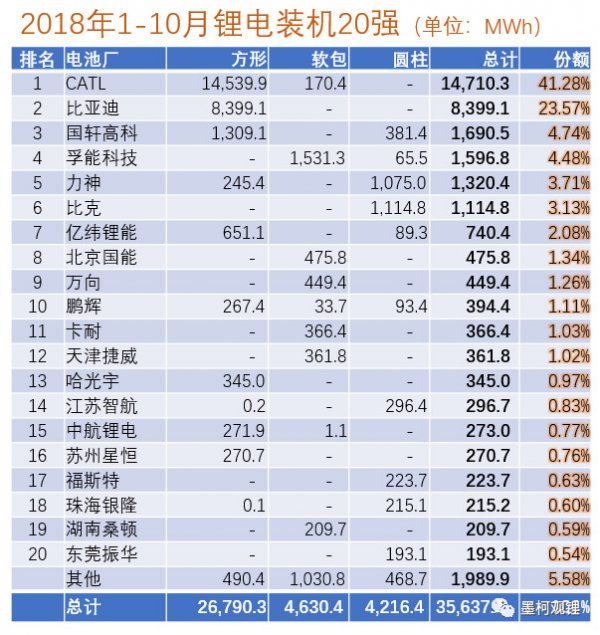 2018年1-10月锂电装机20强（单位：MWh）
排名 电池厂 方形 软包 圆柱 总计 份额
1 CATL 14,539.9 170.4 - 14,710.3 41.28%
2 比亚迪 8,399.1 - - 8,399.1 23.57%
3 国轩高科 1,309.1 - 381.4 1,690.5 4.74%
4 孚能科技 - 1,531.3 65.5 1,596.8 4.48%
5 力神 245.4 - 1,075.0 1,320.4 3.71%
6 比克 - - 1,114.8 1,114.8 3.13%
7 亿纬锂能 651.1 - 89.3 740.4 2.08%
8 北京国能 - 475.8 - 475.8 1.34%
9 万向 - 449.4 - 449.4 1.26%
10 鹏辉 267.4 33.7 93.4 394.4 1.11%
11 卡耐 - 366.4 - 366.4 1.03%
12 天津捷威 - 361.8 - 361.8 1.02%
13 哈光宇 345.0 - - 345.0 0.97%
14 江苏智航 0.2 - 296.4 296.7 0.83%
15 中航锂电 271.9 1.1 - 273.0 0.77%
16 苏州星恒 270.7 - - 270.7 0.76%
17 福斯特 - - 223.7 223.7 0.63%
18 珠海银隆 0.1 - 215.1 215.2 0.60%
19 湖南桑顿 - 209.7 - 209.7 0.59%
20 东莞振华 - - 193.1 193.1 0.54%
其他 490.4 1,030.8 468.7 1,989.9 5.58%
总计 26,790.3 4,630.4 4,216.4 35,637
墨柯观锂